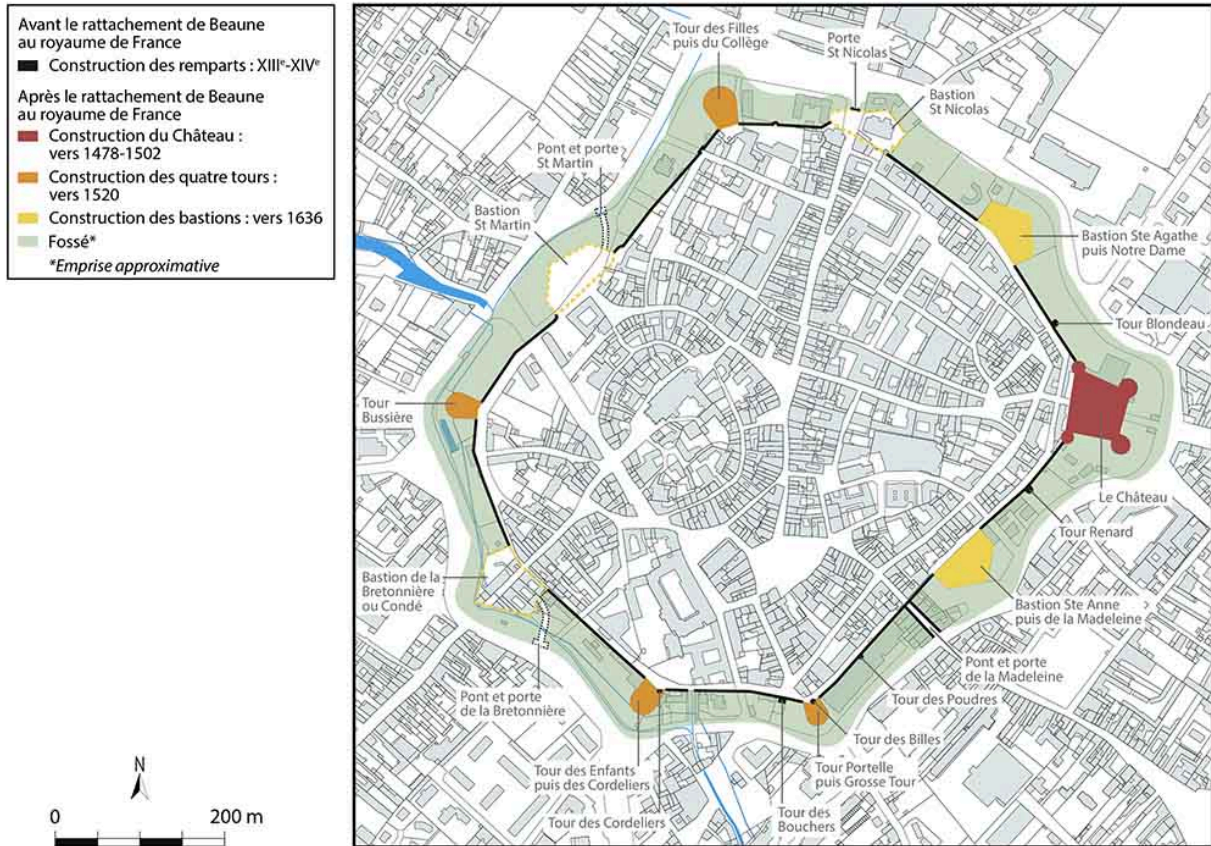 Avant le rattachement de Beaune
au royaume de France
Construction des remparts : XIIIᵉ-XIVᵉ
Après le rattachement de Beaune
au royaume de France
Construction du Château :
vers 1478-1502
Construction des quatre tours :
vers 1520
Construction des bastions : vers 1636
Fossé*
*Emprise approximative
Tour des Filles
puis du Collège
Porte
St Nicolas
Bastion
St Nicolas
Pont et porte
St Martin
Bastion
St Martin
Bastion Ste Agathe
puis Notre Dame
Tour Blondeau
Tour
Bussière
Le Château
Tour Renard
Bastion de la
Bretonnière
ou Condé
Bastion Ste Anne
puis de la Madeleine
Pont et porte
de la Madeleine
Pont et porte
de la Bretonnière
Tour des Poudres
Tour des Billes
Tour des Enfants
puis des Cordeliers
Tour Portelle
puis Grosse Tour
Tour des Cordeliers
Tour des
Bouchers
N
0 200 m